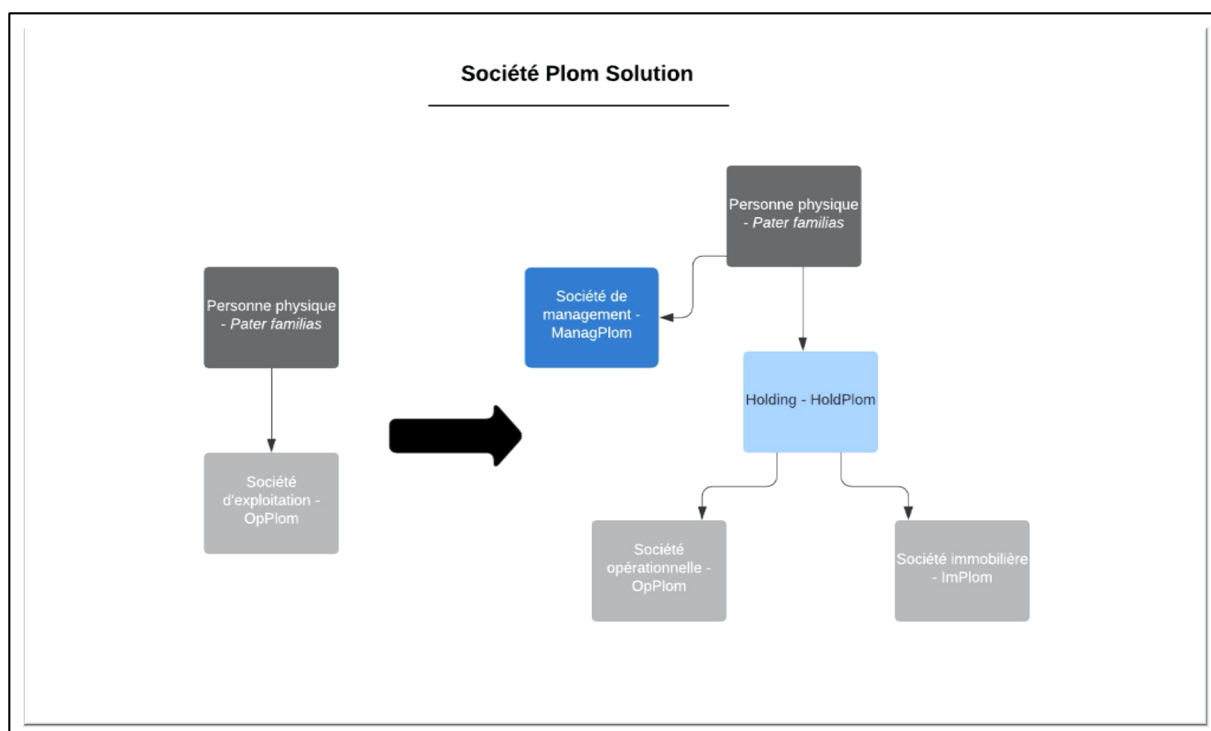 Société Plom Solution
Personne physique
- Pater familias
Société
d'exploitation -
OpPlom
Personne physique
- Pater familias
Société de
management -
ManagPlom
Holding - HoldPlom
Société
opérationnelle -
OpPlom
Société immobilière
- ImPlom